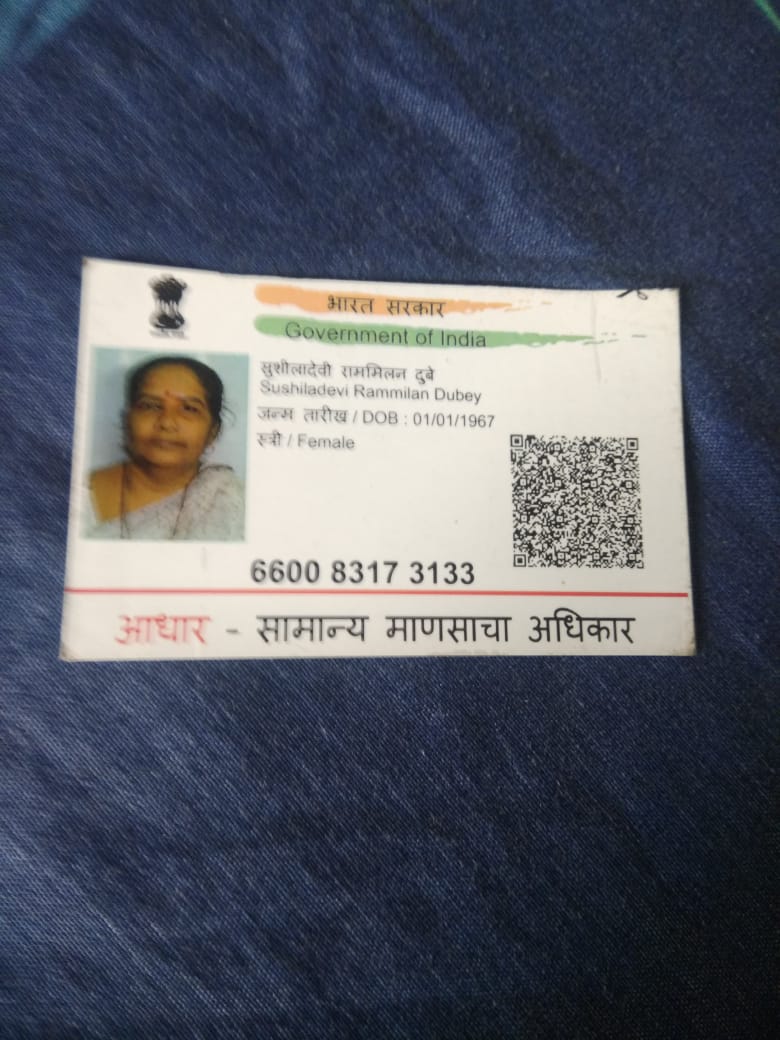 भारत सरकार
Government of India
सुशीलादेवी राममिलन दुबे
Sushiladevi Rammilan Dubey
जन्म तारीख / DOB : 01/01/1967
स्त्री / Female
6600 8317 3133
आधार - सामान्य माणसाचा अधिकार